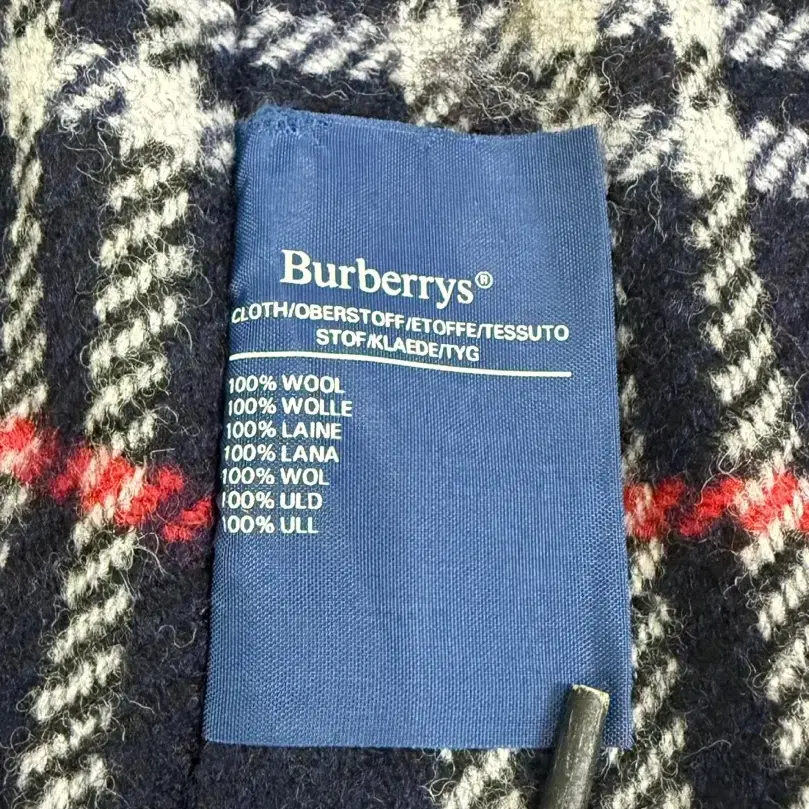 Burberrys®
CLOTH/OBERSTOFF/ETOFFE/TESSUTO
STOF/KLAEDE/TYG
100% WOOL
100% WOLLE
100% LAINE
100% LANA
100% WOL
100% ULD
100% ULL